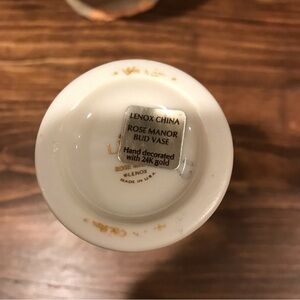 LENOX CHINA
ROSE MANOR
BUD VASE
Hand decorated
with 24K gold
LENOX
MADE IN U.S.A.